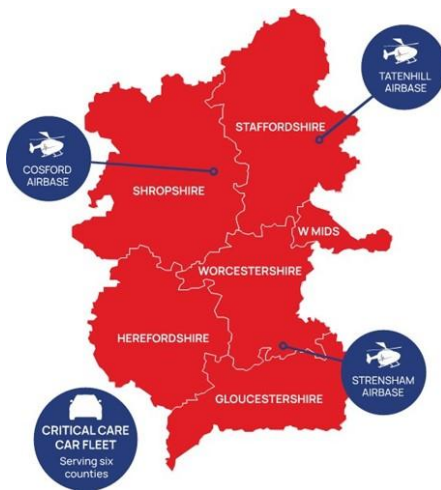 TATENHILL
AIRBASE
STAFFORDSHIRE
COSFORD
AIRBASE
SHROPSHIRE
W MIDS
WORCESTERSHIRE
HEREFORDSHIRE
STRENSHAM
AIRBASE
GLOUCESTERSHIRE
CRITICAL CARE
CAR FLEET
Serving six
counties